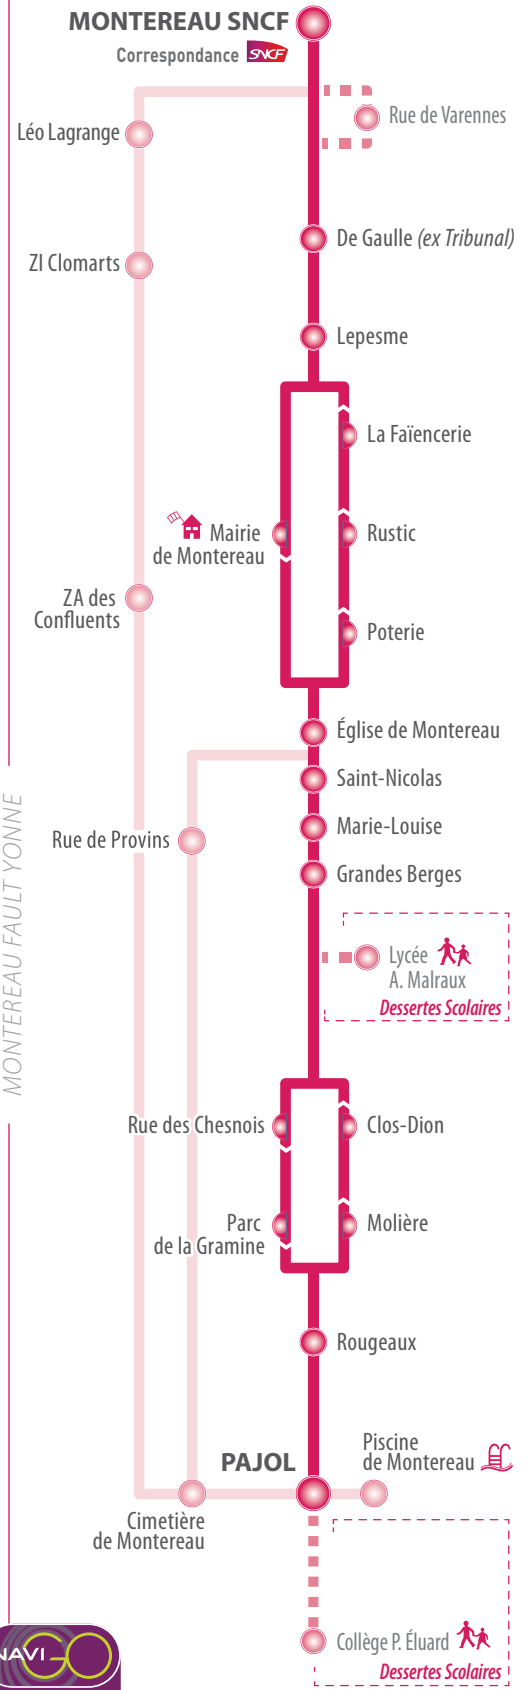 MONTEREAU SNCF
Correspondance SNCF
Rue de Varennes
Léo Lagrange
De Gaulle (ex Tribunal)
ZI Clomarts
Lepesme
La Faïencerie
Mairie
de Montereau
Rustic
ZA des
Confluents
Poterie
Église de Montereau
Saint-Nicolas
Marie-Louise
Rue de Provins
Grandes Berges
MONTEREAU FAULT YONNE
Lycée
A. Malraux
Dessertes Scolaires
Rue des Chesnois
Clos-Dion
Parc
de la Gramine
Molière
Rougeaux
Piscine
de Montereau
PAJOL
Cimetière
de Montereau
Collège P. Éluard
Dessertes Scolaires
NAVIGO